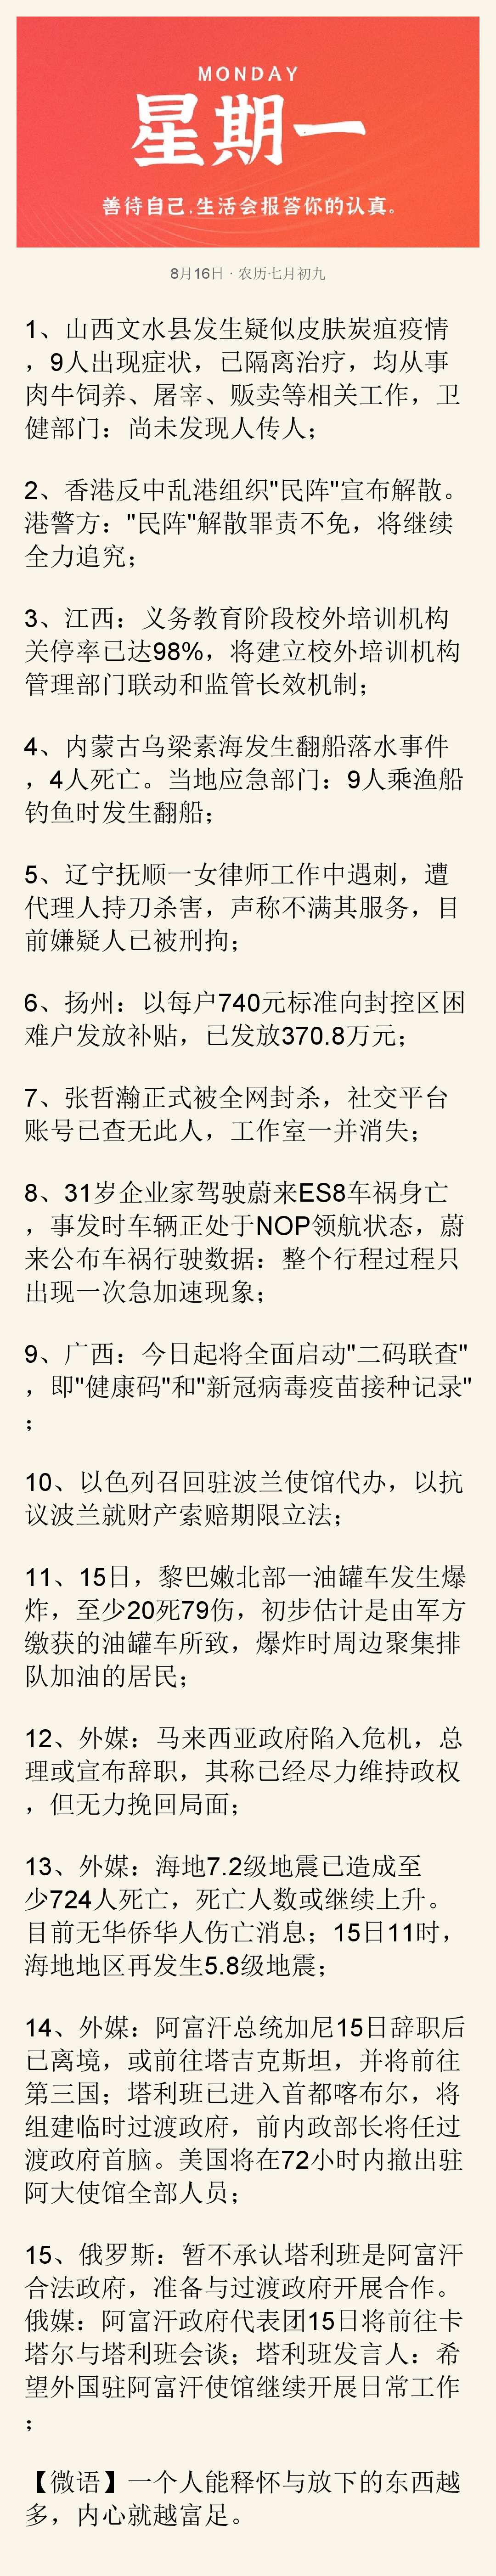 MONDAY
星期一
善待自己,生活会报答你的认真。
8月16日 · 农历七月初九
1、山西文水县发生疑似皮肤炭疽疫情
，9人出现症状，已隔离治疗，均从事
肉牛饲养、屠宰、贩卖等相关工作，卫
健部门：尚未发现人传人；
2、香港反中乱港组织"民阵"宣布解散。
港警方："民阵"解散罪责不免，将继续
全力追究；
3、江西：义务教育阶段校外培训机构
关停率已达98%，将建立校外培训机构
管理部门联动和监管长效机制；
4、内蒙古乌梁素海发生翻船落水事件
，4人死亡。当地应急部门：9人乘渔船
钓鱼时发生翻船；
5、辽宁抚顺一女律师工作中遇刺，遭
代理人持刀杀害，声称不满其服务，目
前嫌疑人已被刑拘；
6、扬州：以每户740元标准向封控区困
难户发放补贴，已发放370.8万元；
7、张哲瀚正式被全网封杀，社交平台
账号已查无此人，工作室一并消失；
8、31岁企业家驾驶蔚来ES8车祸身亡
，事发时车辆正处于NOP领航状态，蔚
来公布车祸行驶数据：整个行程过程只
出现一次急加速现象；
9、广西：今日起将全面启动"二码联查"
，即"健康码"和"新冠病毒疫苗接种记录"
；
10、以色列召回驻波兰使馆代办，以抗
议波兰就财产索赔期限立法；
11、15日，黎巴嫩北部一油罐车发生爆
炸，至少20死79伤，初步估计是由军方
缴获的油罐车所致，爆炸时周边聚集排
队加油的居民；
12、外媒：马来西亚政府陷入危机，总
理或宣布辞职，其称已经尽力维持政权
，但无力挽回局面；
13、外媒：海地7.2级地震已造成至
少724人死亡，死亡人数或继续上升。
目前无华侨华人伤亡消息；15日11时，
海地地区再发生5.8级地震；
14、外媒：阿富汗总统加尼15日辞职后
已离境，或前往塔吉克斯坦，并将前往
第三国；塔利班已进入首都喀布尔，将
组建临时过渡政府，前内政部长将任过
渡政府首脑。美国将在72小时内撤出驻
阿大使馆全部人员；
15、俄罗斯：暂不承认塔利班是阿富汗
合法政府，准备与过渡政府开展合作。
俄媒：阿富汗政府代表团15日将前往卡
塔尔与塔利班会谈；塔利班发言人：希
望外国驻阿富汗使馆继续开展日常工作
；
【微语】一个人能释怀与放下的东西越
多，内心就越富足。